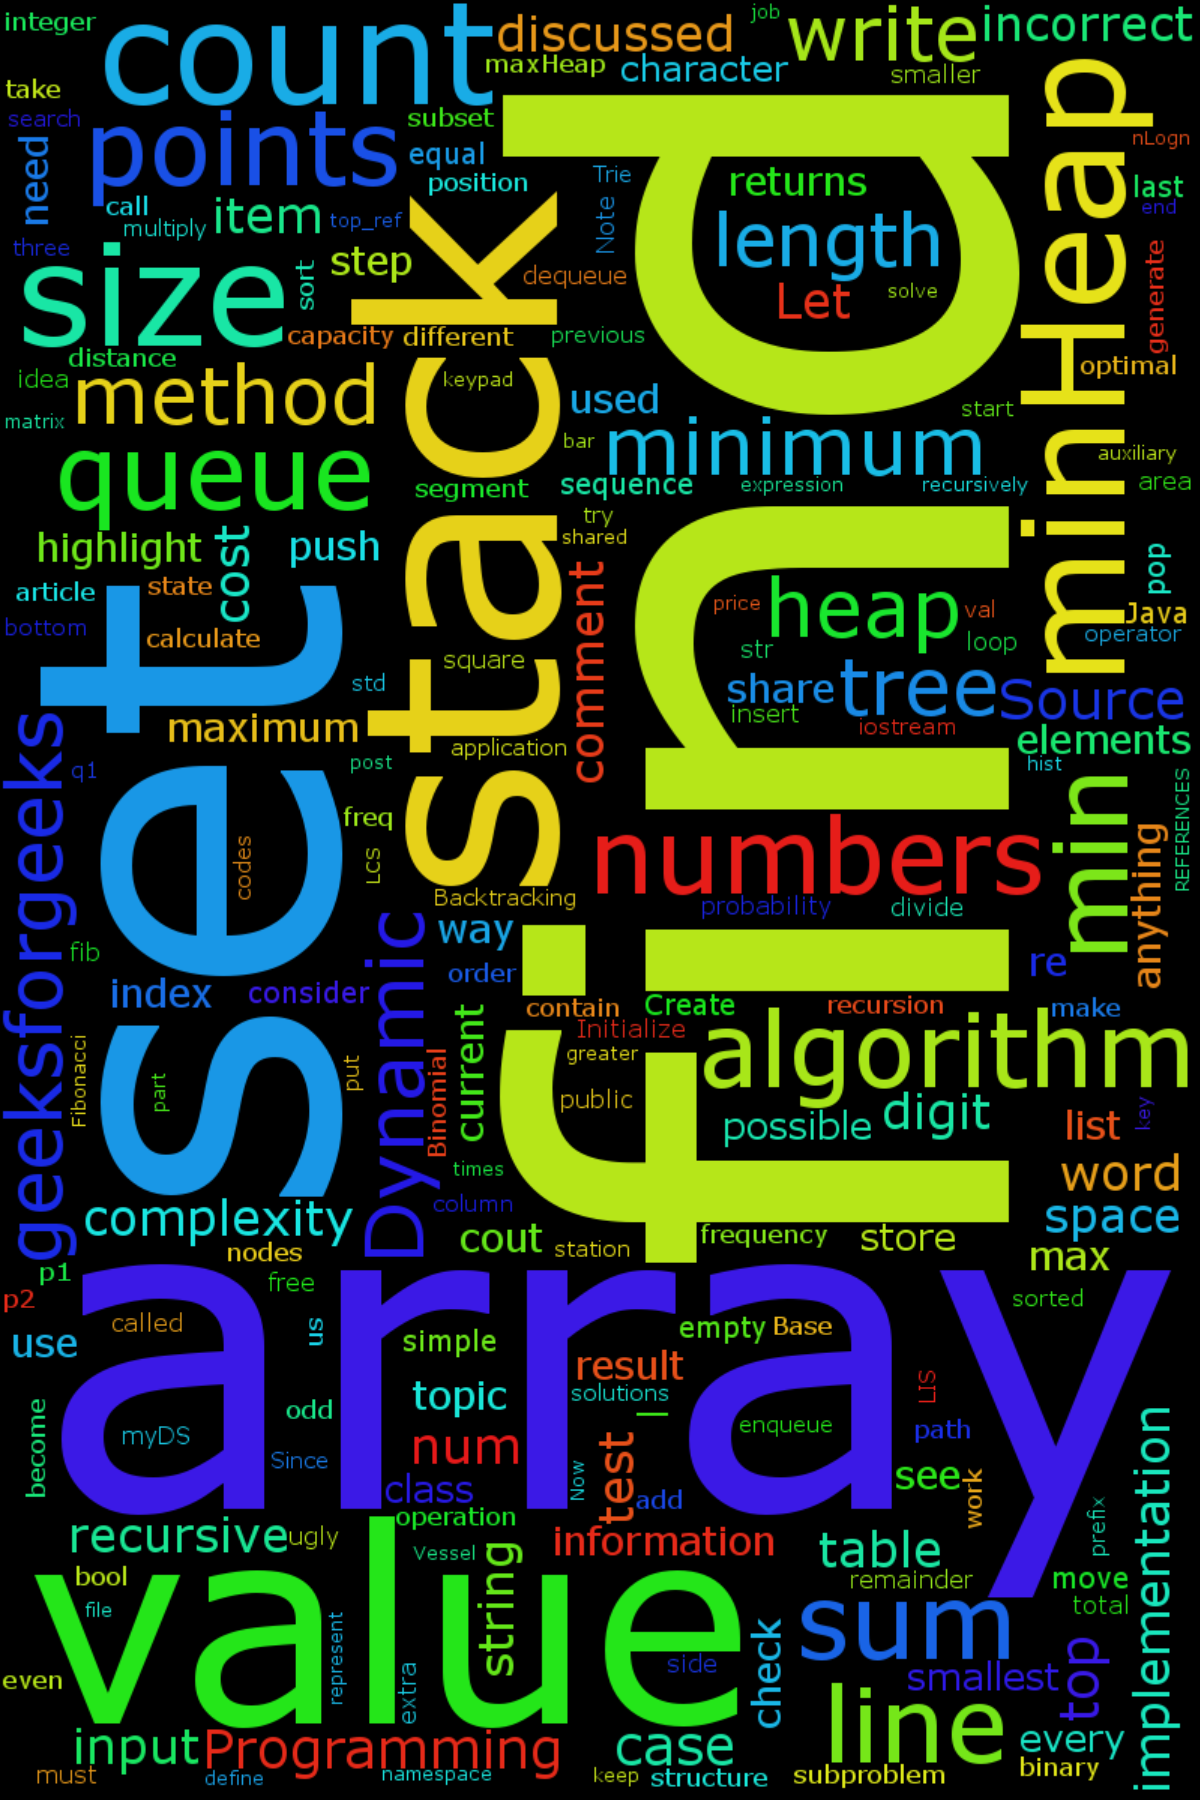 integer
count
discussed
job
write
incorrect
maxHeap
character
smaller
take
search
points
subset
find
minHeap
nLogn
need
equal
position
Trie
returns
last
end
call
multiply
item
top_ref
stack
Note
length
three
size
sort
step
dequeue
Let
solve
generate
capacity
different
previous
distance
optimal
idea
method
keypad
used
start
matrix
bar
minimum
auxiliary
queue
segment
sequence
expression
recursively
area
try
shared
highlight
cost
push
comment
pop
article
state
set
price
heap
val
Java
bottom
calculate
str
loop
operator
square
std
share
tree
Source
geeksforgeeks
maximum
insert
iostream
application
elements
q1
post
hist
min
REFERENCES
freq
numbers
anything
codes
LCS
Backtracking
probability
divide
Dynamic
way
fib
order
re
index
consider
contain
Create
recursion
make
current
Initialize
algorithm
Fibonacci
part
put
Binomial
greater
public
possible
digit
list
key
times
word
column
complexity
space
nodes
cout
station
frequency
store
max
p1
array
free
sorted
p2
called
us
use
simple
empty
Base
result
topic
solutions
LIS
become
odd
l
enqueue
implementation
myDS
num
test
path
Since
class
Now
add
see
work
prefix
operation
recursive
ugly
Vessel
string
information
table
remainder
move
bool
value
file
total
represent
sum
check
side
smallest
top
even
extra
line
input
Programming
case
every
must
define
namespace
keep
structure
subproblem
binary